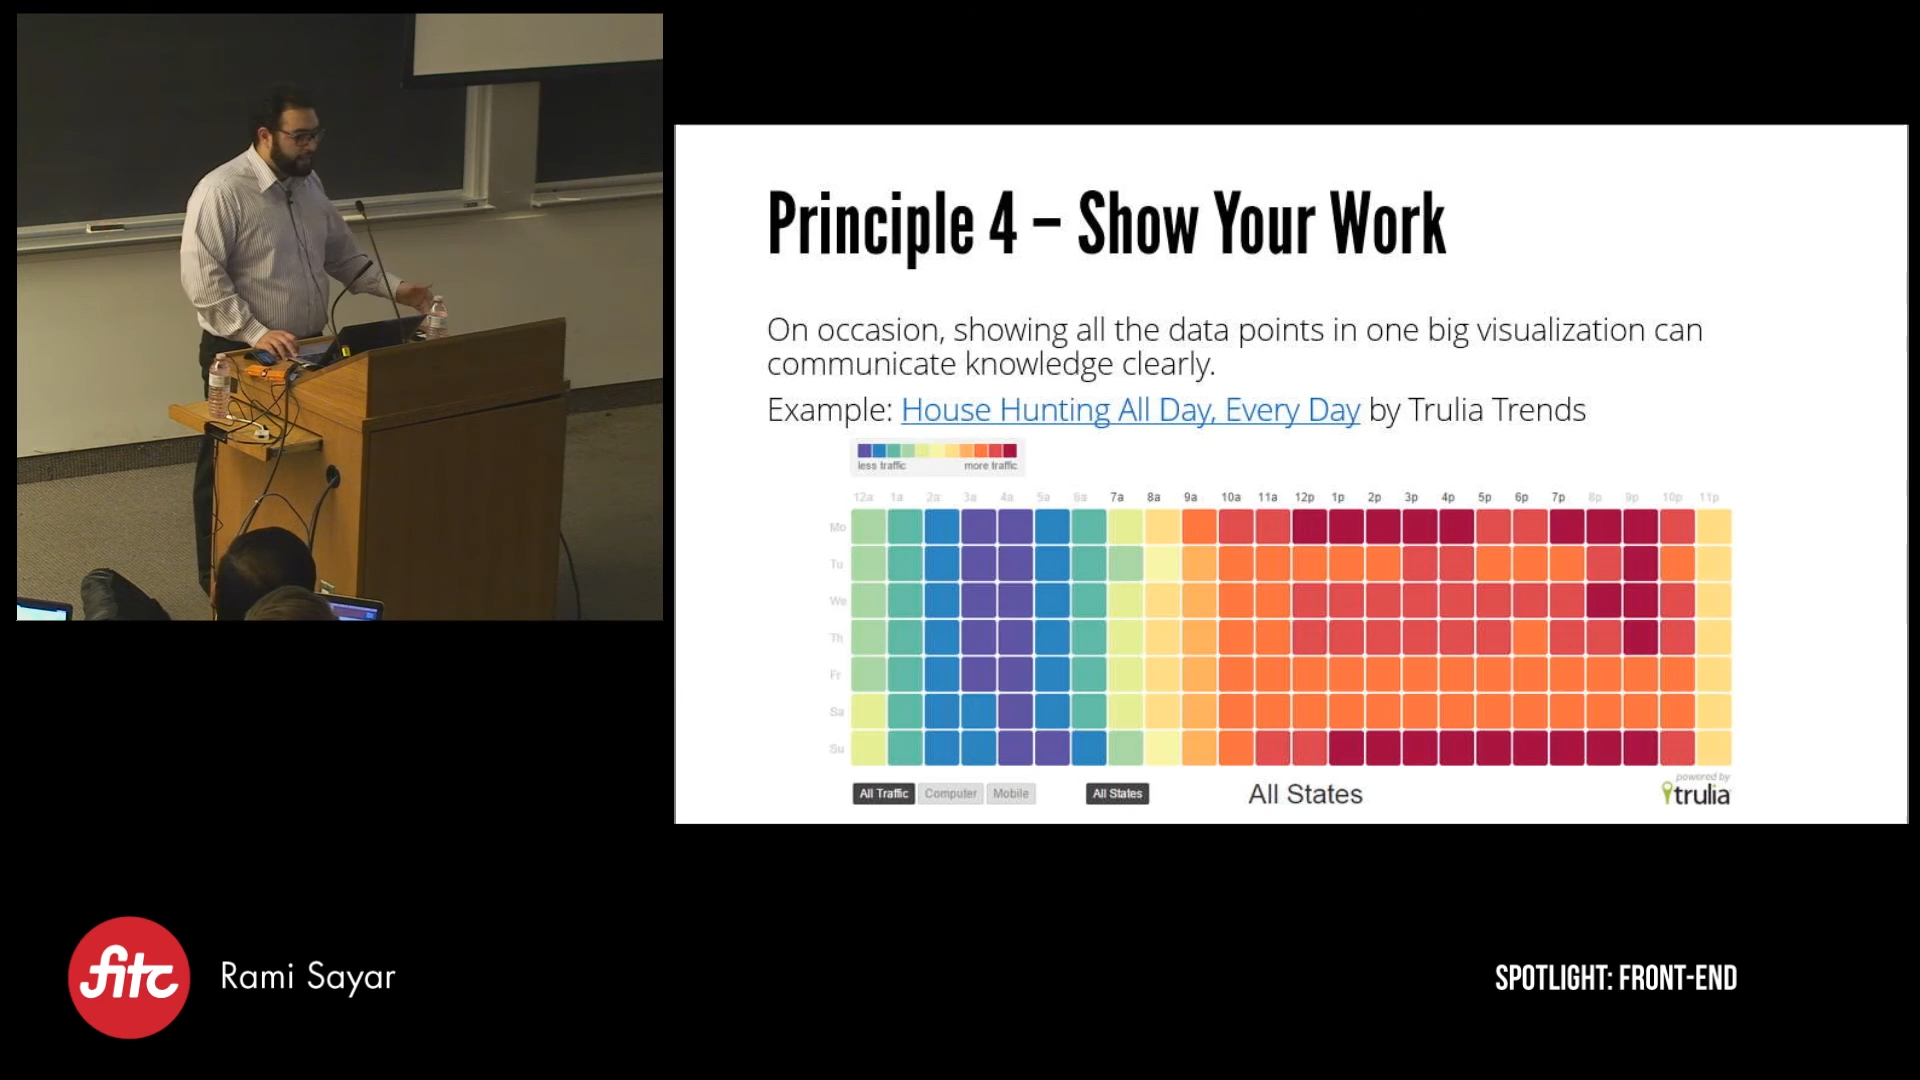 Principle 4 – Show Your Work
On occasion, showing all the data points in one big visualization can
communicate knowledge clearly.
Example: House Hunting All Day, Every Day by Trulia Trends
less traffic more traffic
12a 1a 2a 3a 4a 5a 6a 7a 8a 9a 10a 11a 12p 1p 2p 3p 4p 5p 6p 7p 8p 9p 10p 11p
Mo
Tu
We
Th
Fr
Sa
Su
All Traffic Computer Mobile All States All States
powered by
trulia
fitc Rami Sayar SPOTLIGHT: FRONT-END